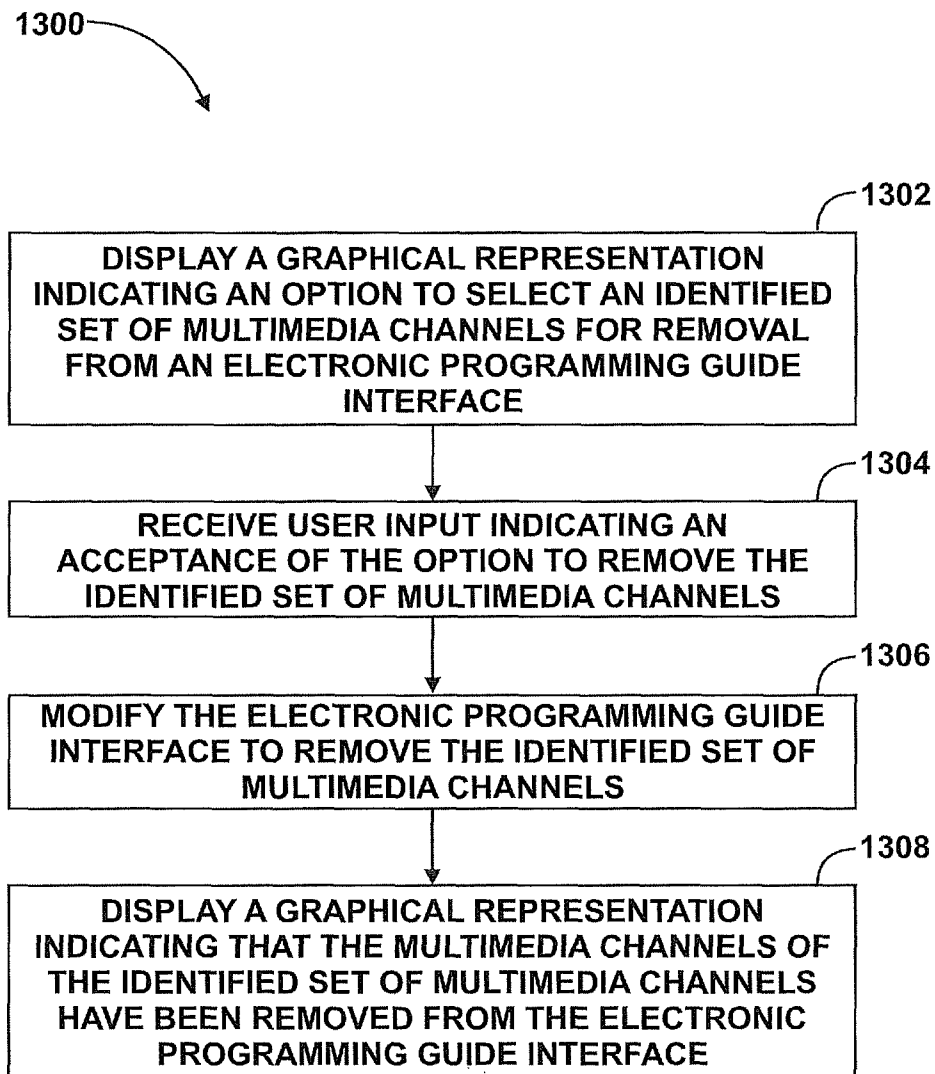 1300
1302
DISPLAY A GRAPHICAL REPRESENTATION
INDICATING AN OPTION TO SELECT AN IDENTIFIED
SET OF MULTIMEDIA CHANNELS FOR REMOVAL
FROM AN ELECTRONIC PROGRAMMING GUIDE
INTERFACE
1304
RECEIVE USER INPUT INDICATING AN
ACCEPTANCE OF THE OPTION TO REMOVE THE
IDENTIFIED SET OF MULTIMEDIA CHANNELS
1306
MODIFY THE ELECTRONIC PROGRAMMING GUIDE
INTERFACE TO REMOVE THE IDENTIFIED SET OF
MULTIMEDIA CHANNELS
1308
DISPLAY A GRAPHICAL REPRESENTATION
INDICATING THAT THE MULTIMEDIA CHANNELS OF
THE IDENTIFIED SET OF MULTIMEDIA CHANNELS
HAVE BEEN REMOVED FROM THE ELECTRONIC
PROGRAMMING GUIDE INTERFACE